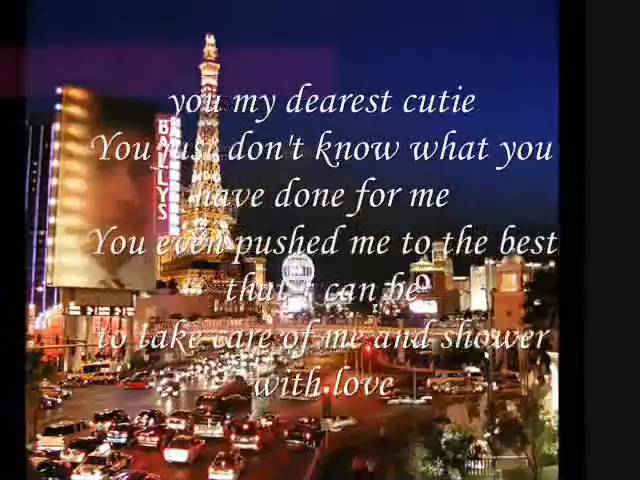 you my dearest cutie
You just don't know what you
have done for me
You even pushed me to the best
that I can be
to take care of me and shower
with love
BALLYS